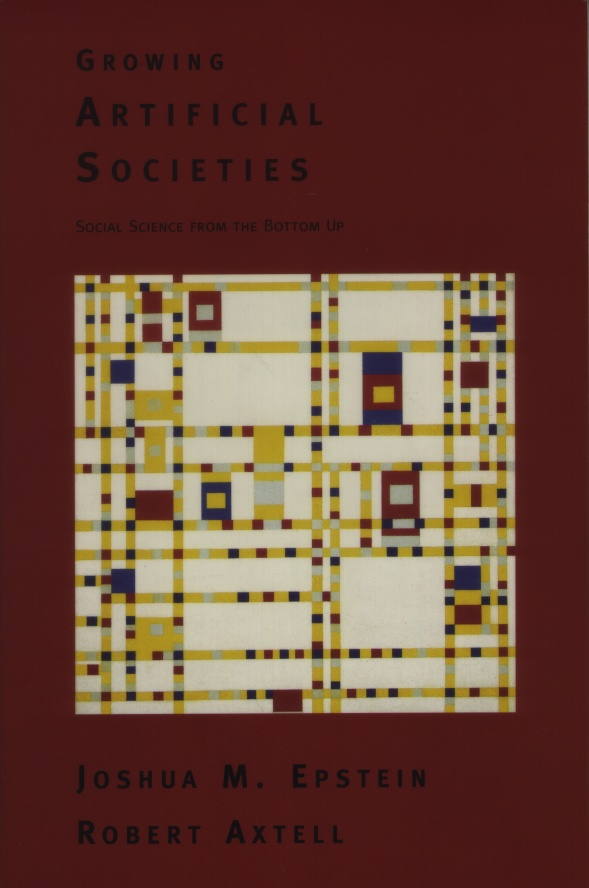 Growing
Artificial
Societies
Social Science from the Bottom Up
Joshua M. Epstein
Robert Axtell